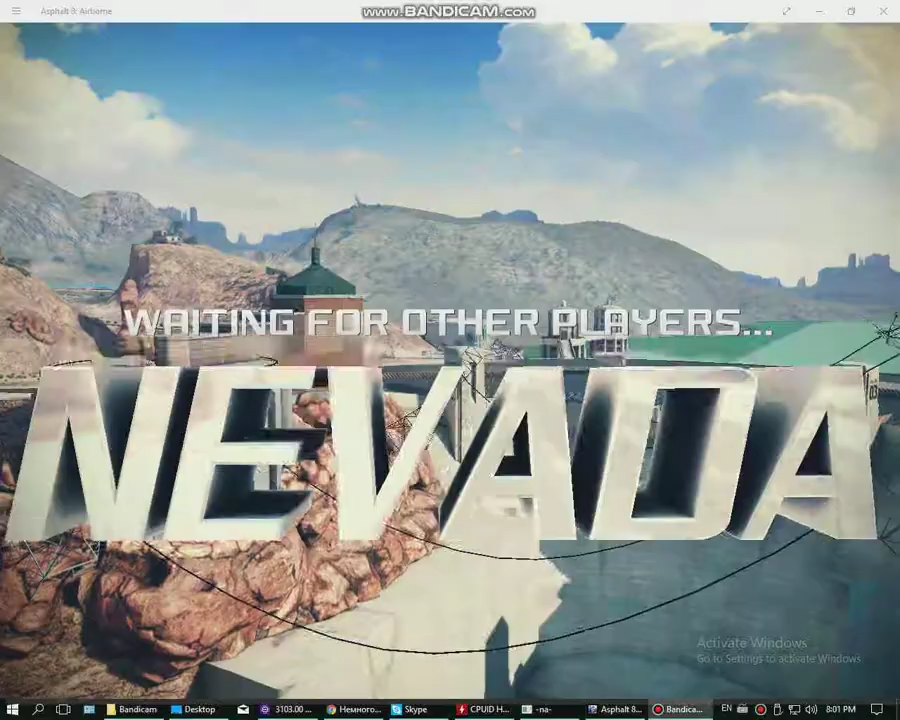 Asphalt 8: Airborne
www.BANDICAM.com
WAITING FOR OTHER PLAYERS...
NEVADA
Activate Windows
Go to Settings to activate Windows
Bandicam
Desktop
3103.00 ...
Немного...
Skype
CPUID H...
-na-
Asphalt 8...
Bandica...
EN
8:01 PM